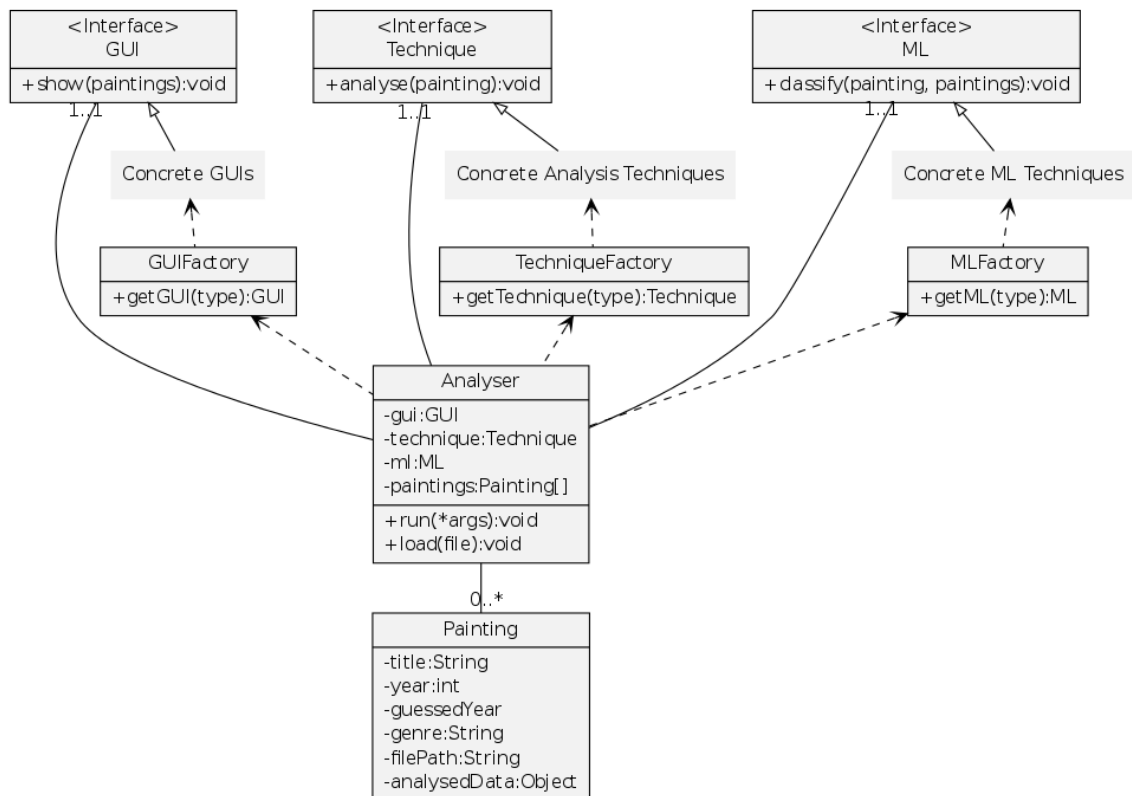 <Interface>
GUI
+show(paintings):void
<Interface>
Technique
+analyse(painting):void
<Interface>
ML
+classify(painting, paintings):void
1..1
1..1
1..1
Concrete GUIs
Concrete Analysis Techniques
Concrete ML Techniques
GUIFactory
+getGUI(type):GUI
TechniqueFactory
+getTechnique(type):Technique
MLFactory
+getML(type):ML
Analyser
-gui:GUI
-technique:Technique
-ml:ML
-paintings:Painting[]
+run(*args):void
+load(file):void
0..*
Painting
-title:String
-year:int
-guessedYear
-genre:String
-filePath:String
-analysedData:Object